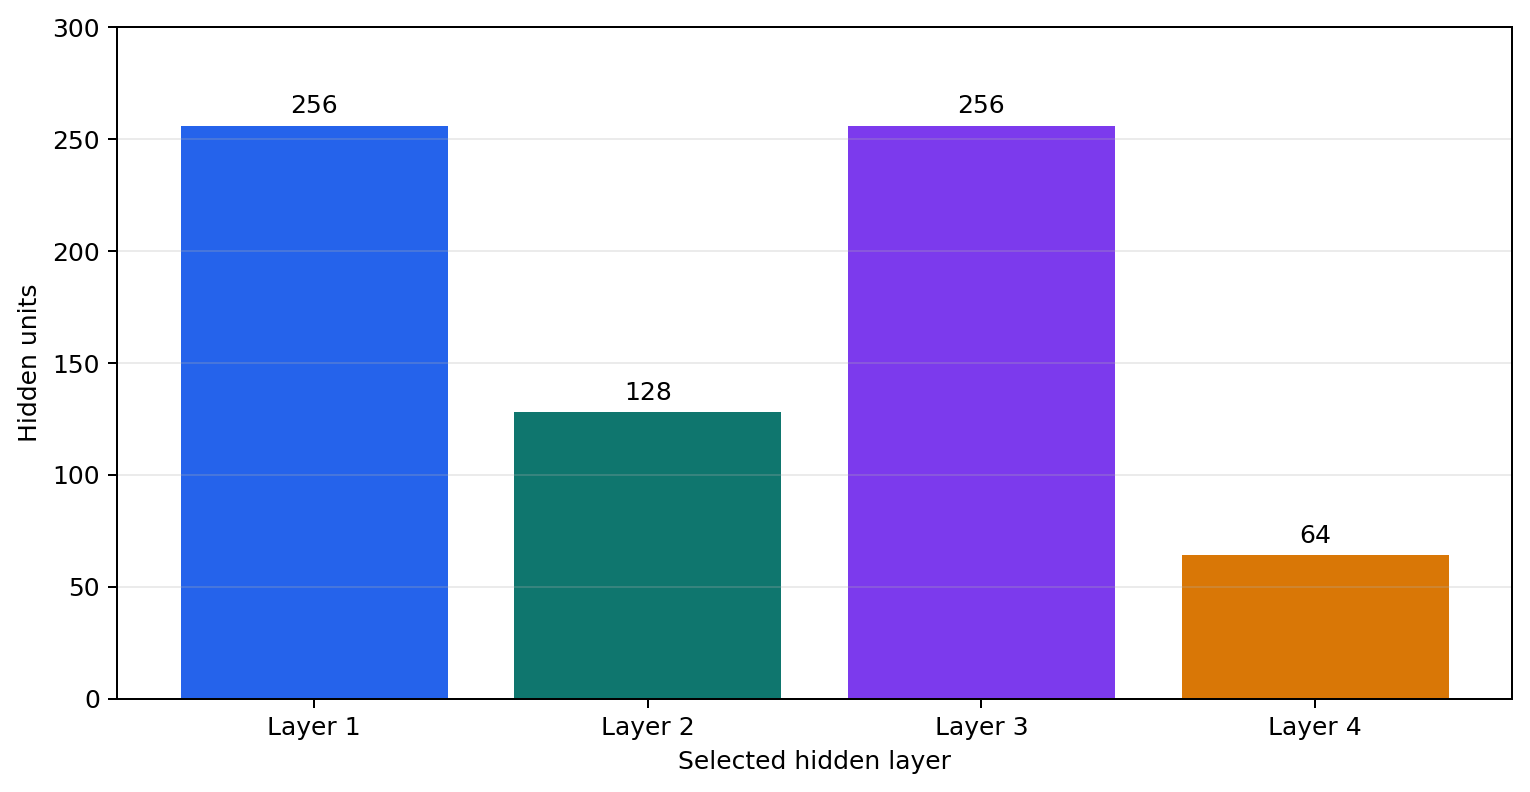 300
250
200
150
100
50
0
Hidden units
256
128
256
64
Layer 1
Layer 2
Layer 3
Layer 4
Selected hidden layer